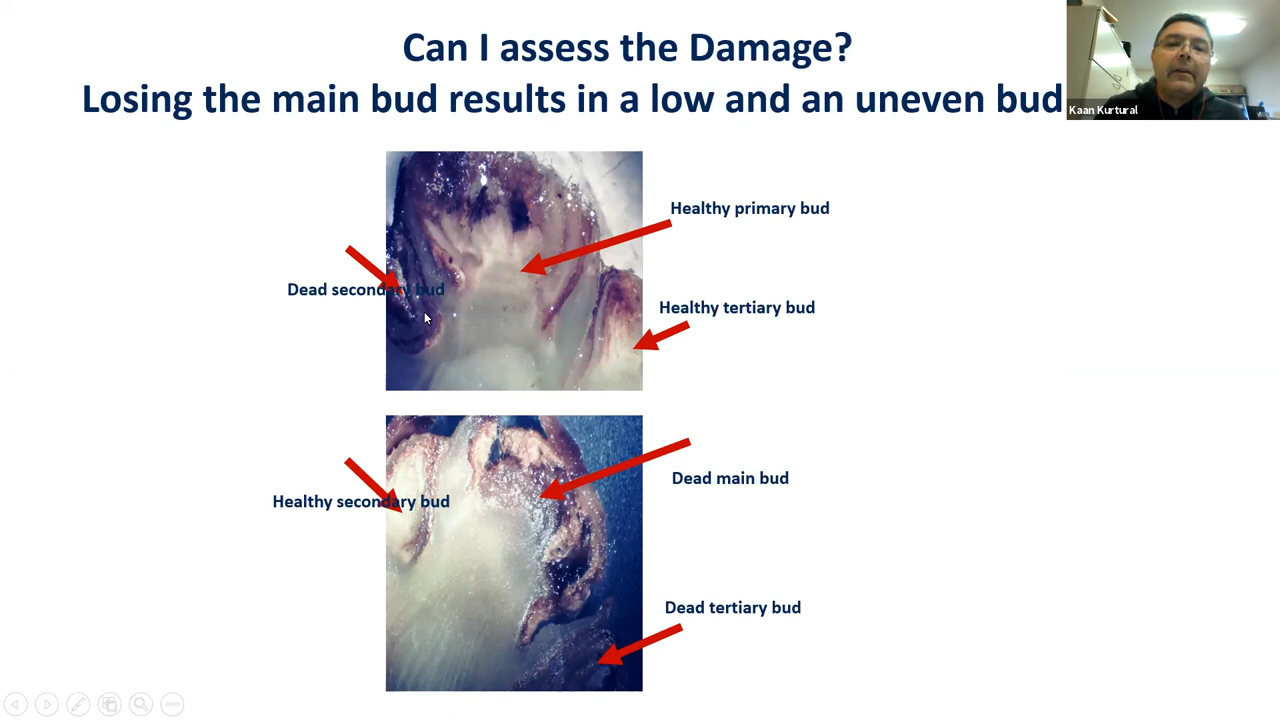 Can I assess the Damage?
Losing the main bud results in a low and an uneven bud
Kaan Kurtural
Healthy primary bud
Dead secondary bud
Healthy tertiary bud
Dead main bud
Healthy secondary bud
Dead tertiary bud